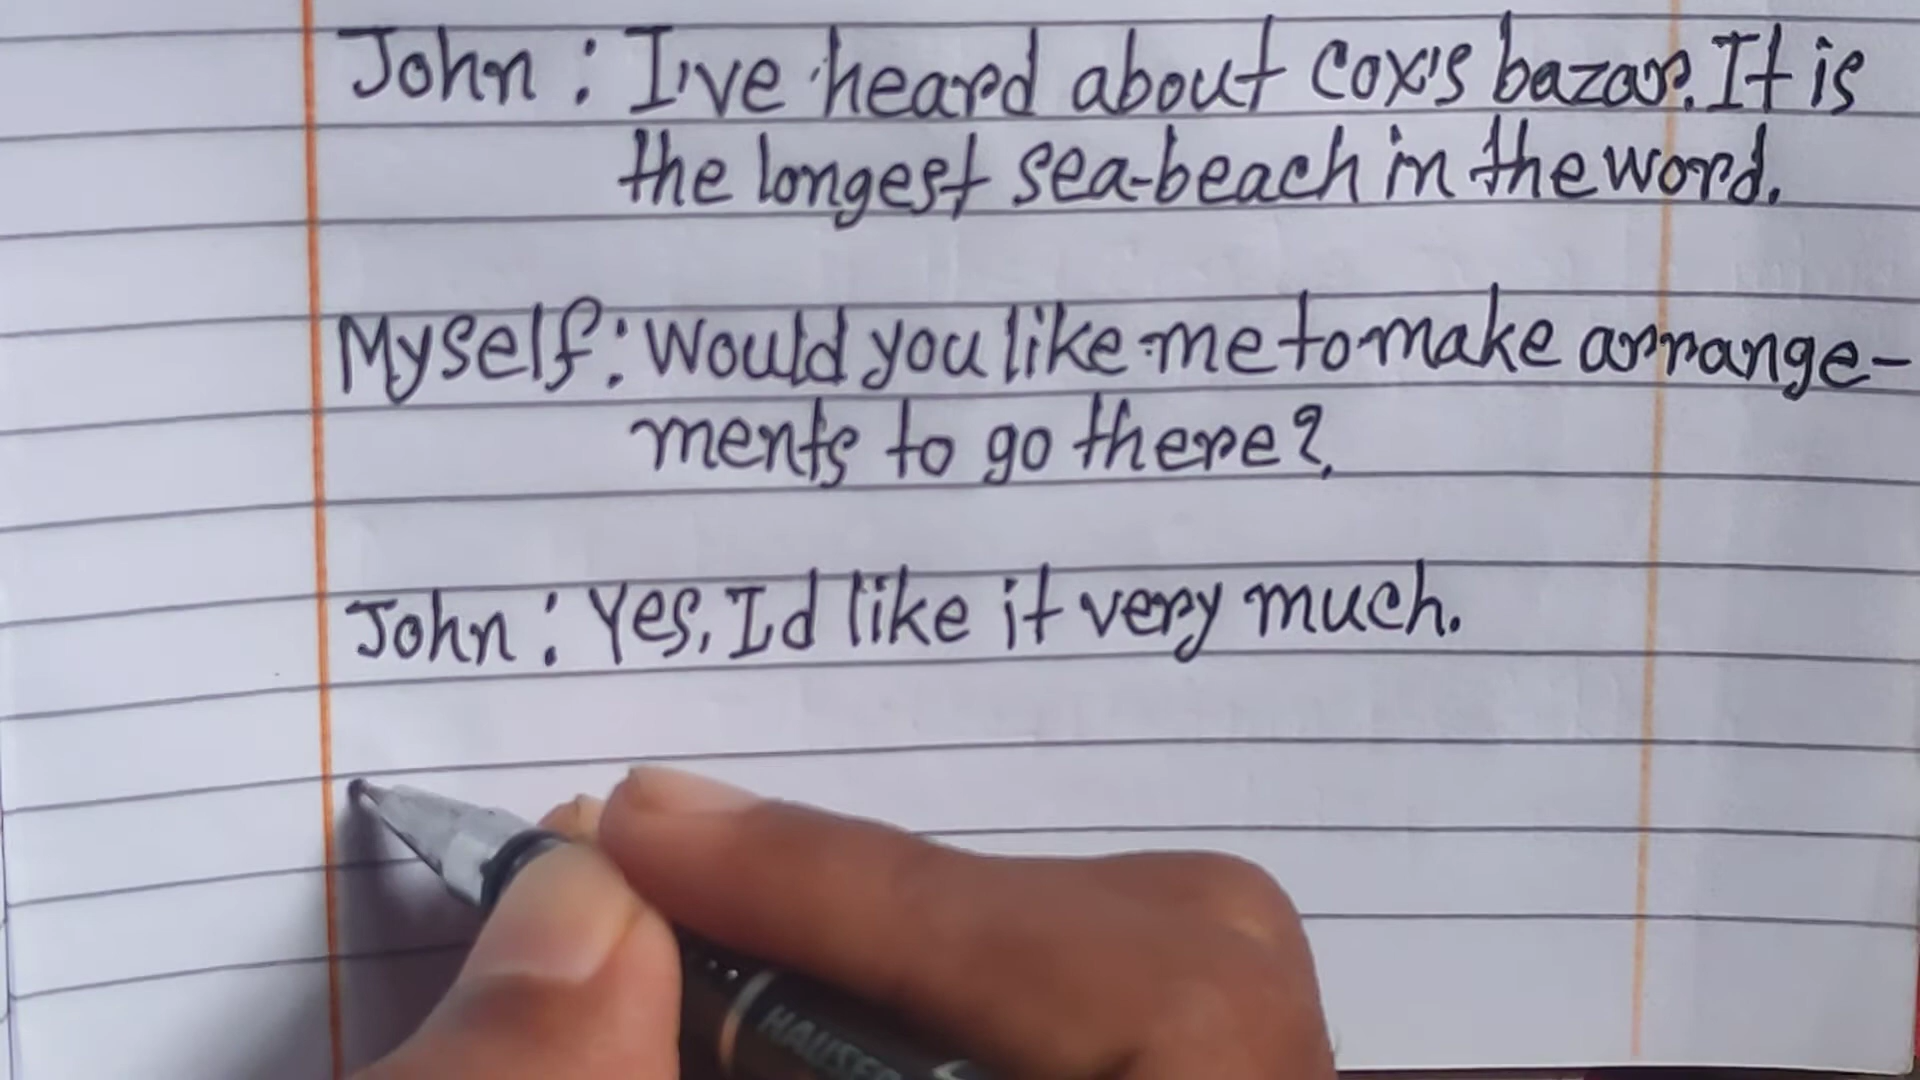 John : I've heard about cox's bazar. It is
the longest sea-beach in the word.
Myself : Would you like me to make arrange-
ments to go there?
John : Yes, I'd like it very much.
HAUSER